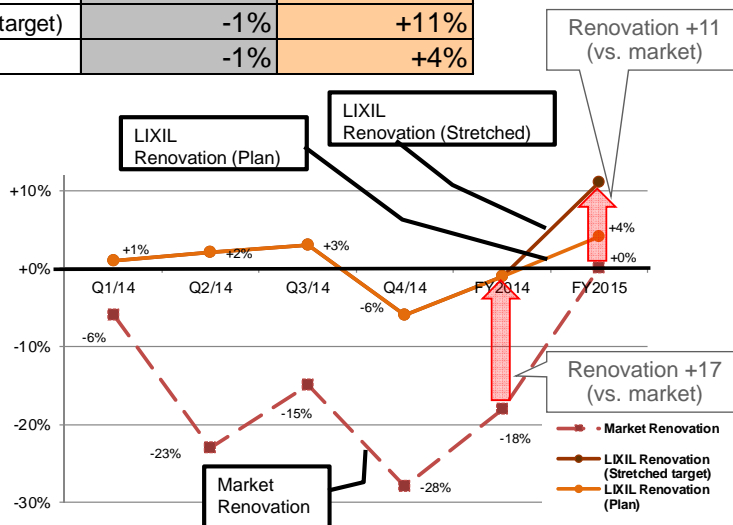 target) -1% +11%
-1% +4%
Renovation +11
(vs. market)
LIXIL
Renovation (Stretched)
LIXIL
Renovation (Plan)
+10%
+1%
+2%
+3%
+4%
+0%
+0%
Q1/14 Q2/14 Q3/14 Q4/14 FY2014 FY2015
-6%
-6%
-10%
Renovation +17
(vs. market)
-15%
-18%
-20%
-23%
-28%
Market
Renovation
Market Renovation
LIXIL Renovation
(Stretched target)
LIXIL Renovation
(Plan)
-30%